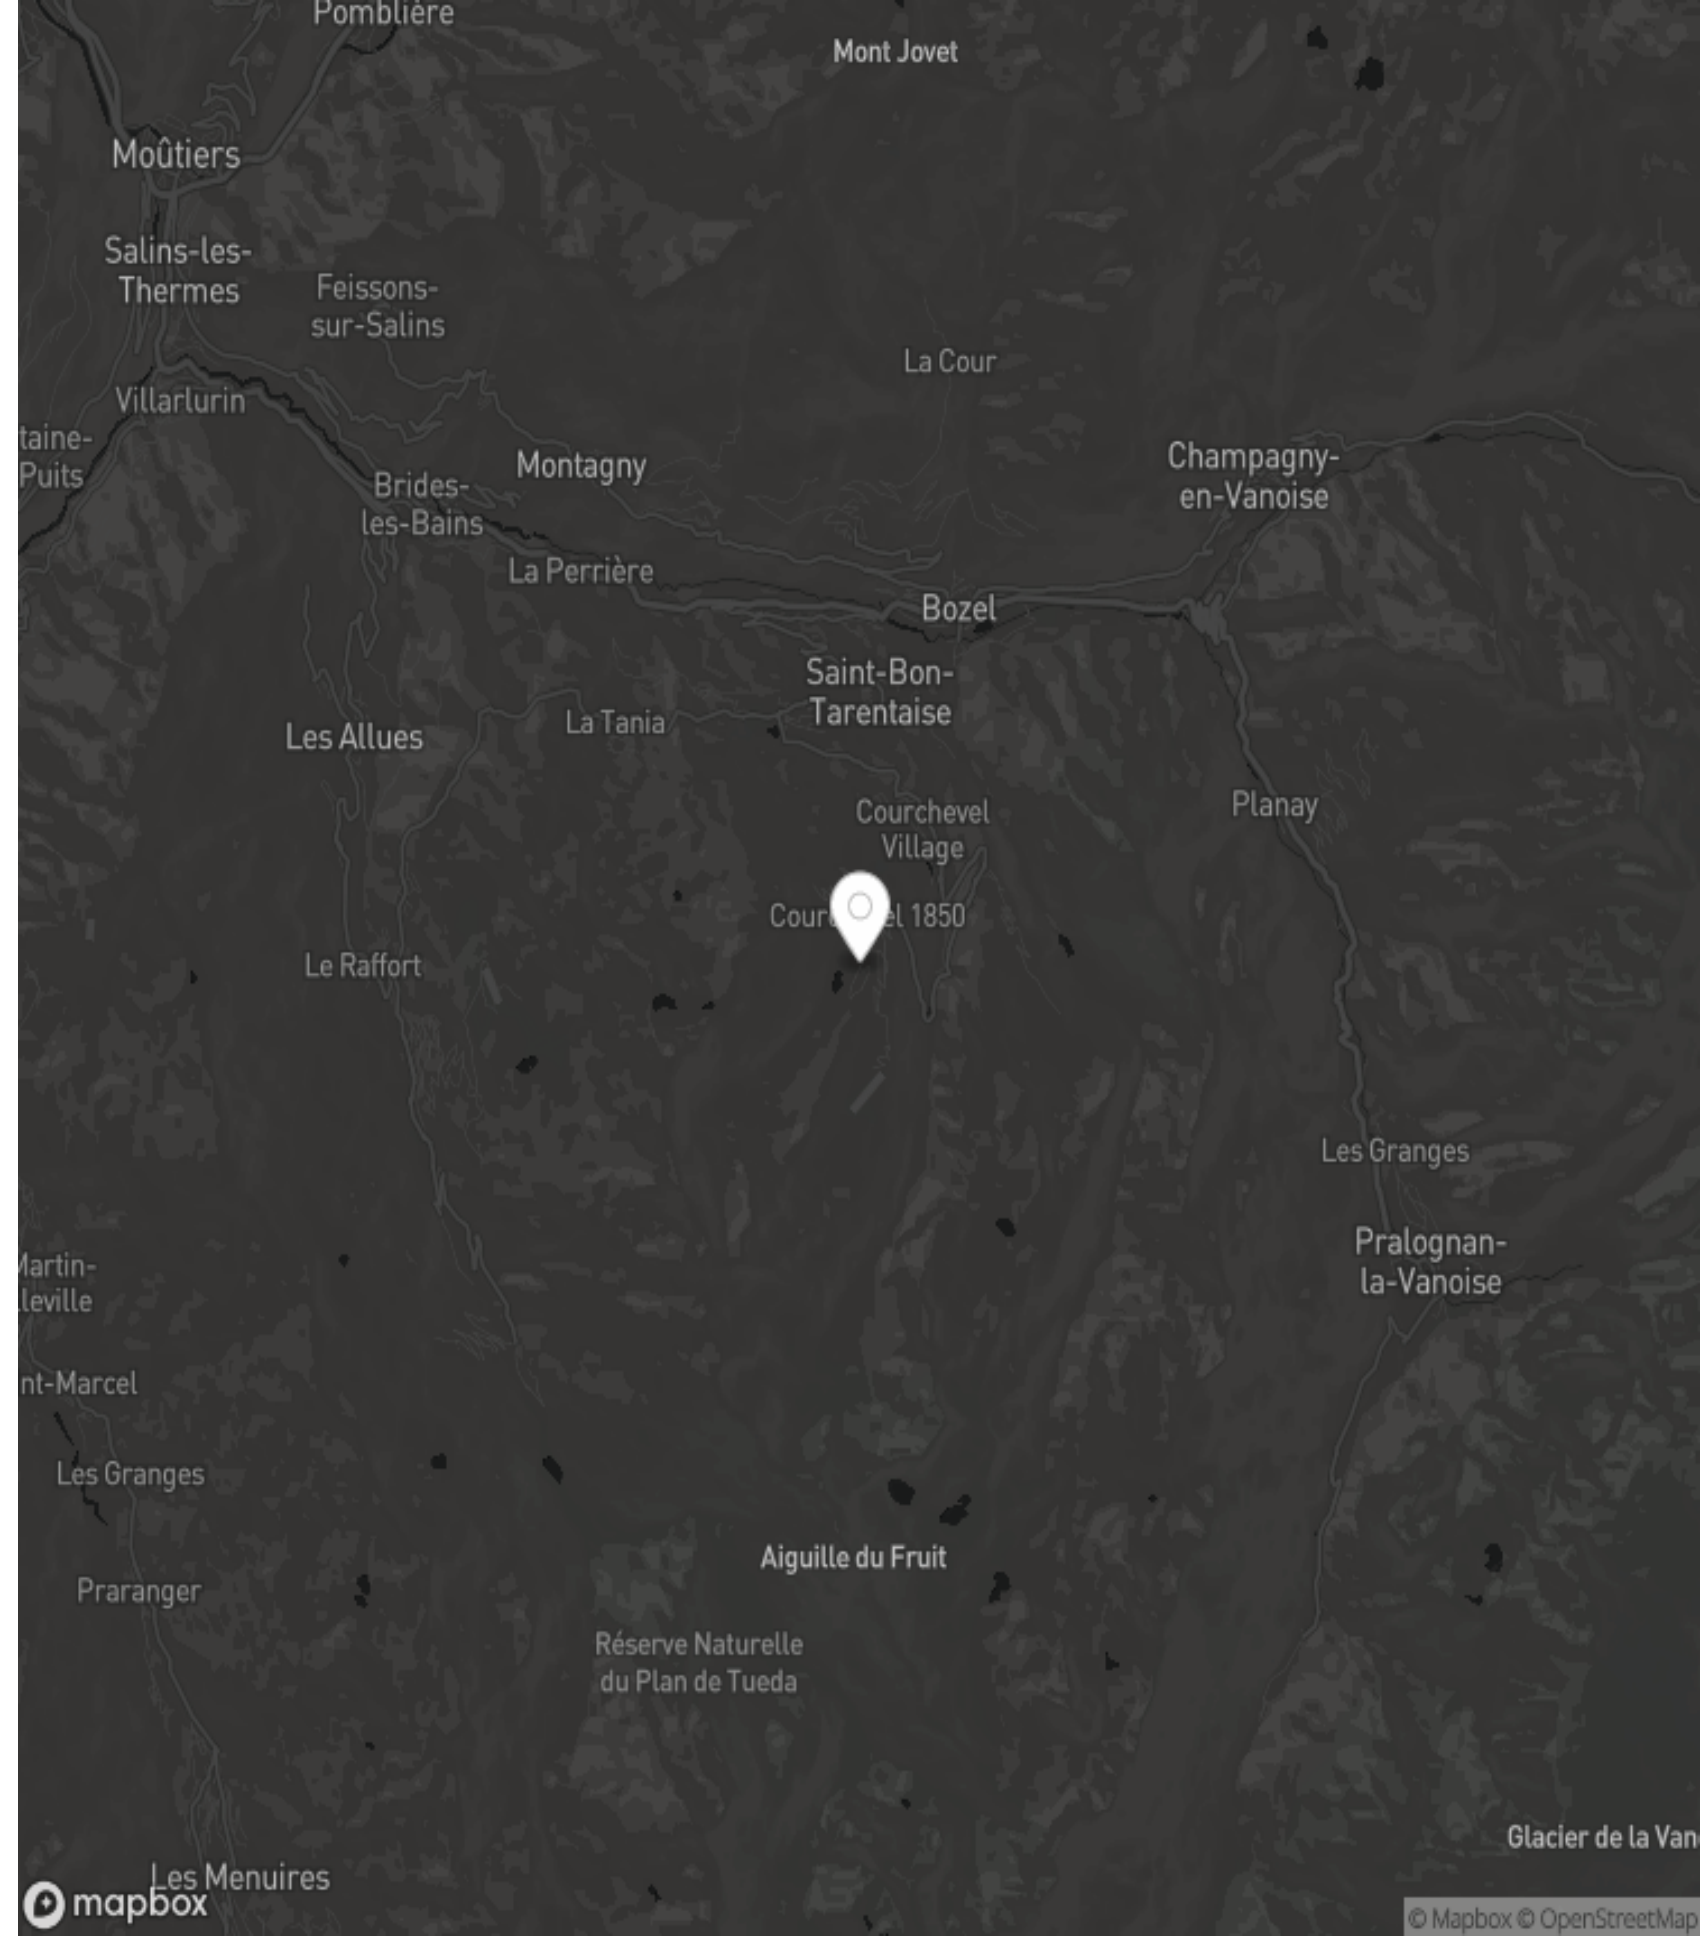 Pomblière
Mont Jovet
Moûtiers
Salins-les-
Thermes
Feissons-
sur-Salins
La Cour
Villarlurin
taine-
Puits
Montagny
Champagny-
en-Vanoise
Brides-
les-Bains
La Perrière
Bozel
Saint-Bon-
Tarentaise
La Tania
Les Allues
Courchevel
Village
Planay
Cour el 1850
Le Raffort
Les Granges
Pralognan-
la-Vanoise
Martin-
lleville
nt-Marcel
Les Granges
Aiguille du Fruit
Praranger
Réserve Naturelle
du Plan de Tueda
Glacier de la Van
Les Menuires
mapbox
© Mapbox © OpenStreetMap